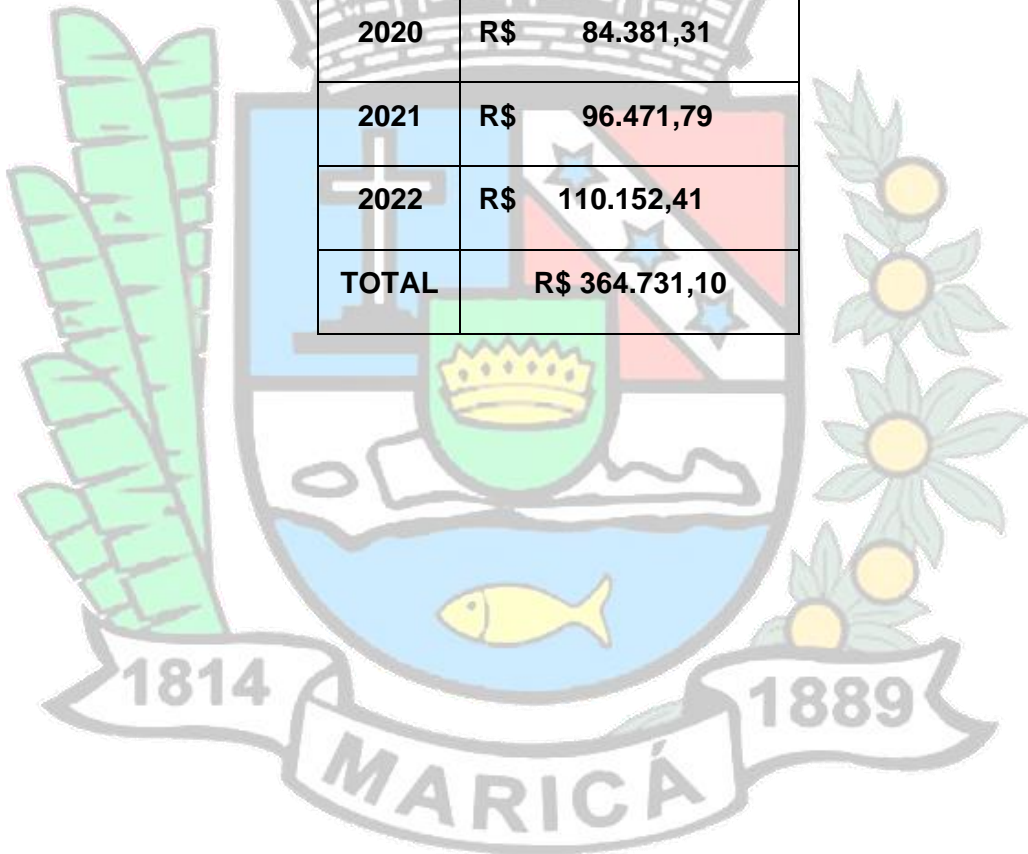 2020 R$ 84.381,31
2021 R$ 96.471,79
2022 R$ 110.152,41
TOTAL R$ 364.731,10
1814 1889
MARICÁ